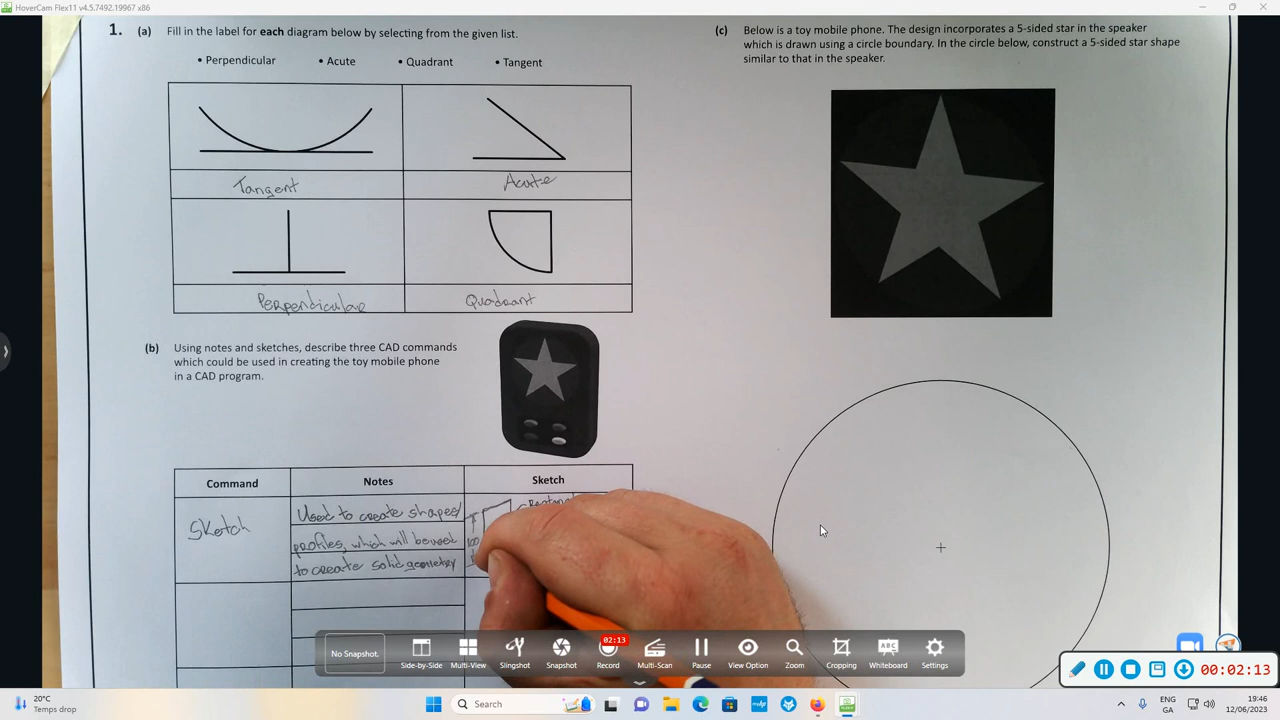 HoverCam Flex11 v4.5.7492.19967 x86
1. (a) Fill in the label for each diagram below by selecting from the given list.
• Perpendicular • Acute • Quadrant • Tangent
Tangent Acute
Perpendiculare Quadrant
(b) Using notes and sketches, describe three CAD commands
which could be used in creating the toy mobile phone
in a CAD program.
Command Notes Sketch
Sketch
Used to create shapes/
profiles, which will be used
to create solid geometry
100
(c) Below is a toy mobile phone. The design incorporates a 5-sided star in the speaker
which is drawn using a circle boundary. In the circle below, construct a 5-sided star shape
similar to that in the speaker.
No Snapshot.
Side-by-Side Multi-View Slingshot Snapshot Record Multi-Scan Pause View Option Zoom Cropping Whiteboard Settings
02:13
ABC
00:02:13
20°C
Temps drop
Search
ENG
GA
19:46
12/06/2023